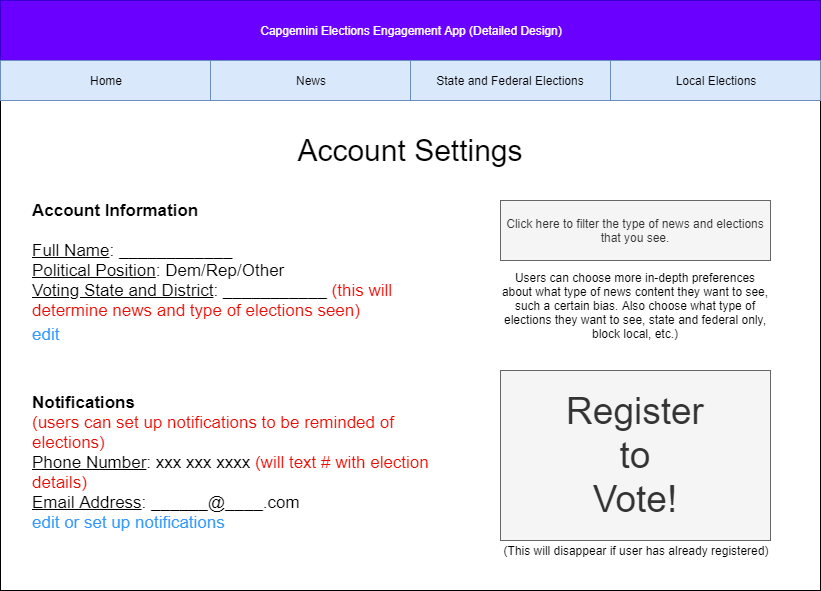 Capgemini Elections Engagement App (Detailed Design)
Home
News
State and Federal Elections
Local Elections
Account Settings
Account Information
Full Name: ____________
Political Position: Dem/Rep/Other
Voting State and District: ___________ (this will
determine news and type of elections seen)
edit
Notifications
(users can set up notifications to be reminded of
elections)
Phone Number: xxx xxx xxxx (will text # with election
details)
Email Address: ______@____.com
edit or set up notifications
Click here to filter the type of news and elections
that you see.
Users can choose more in-depth preferences
about what type of news content they want to see,
such a certain bias. Also choose what type of
elections they want to see, state and federal only,
block local, etc.)
Register
to
Vote!
(This will disappear if user has already registered)